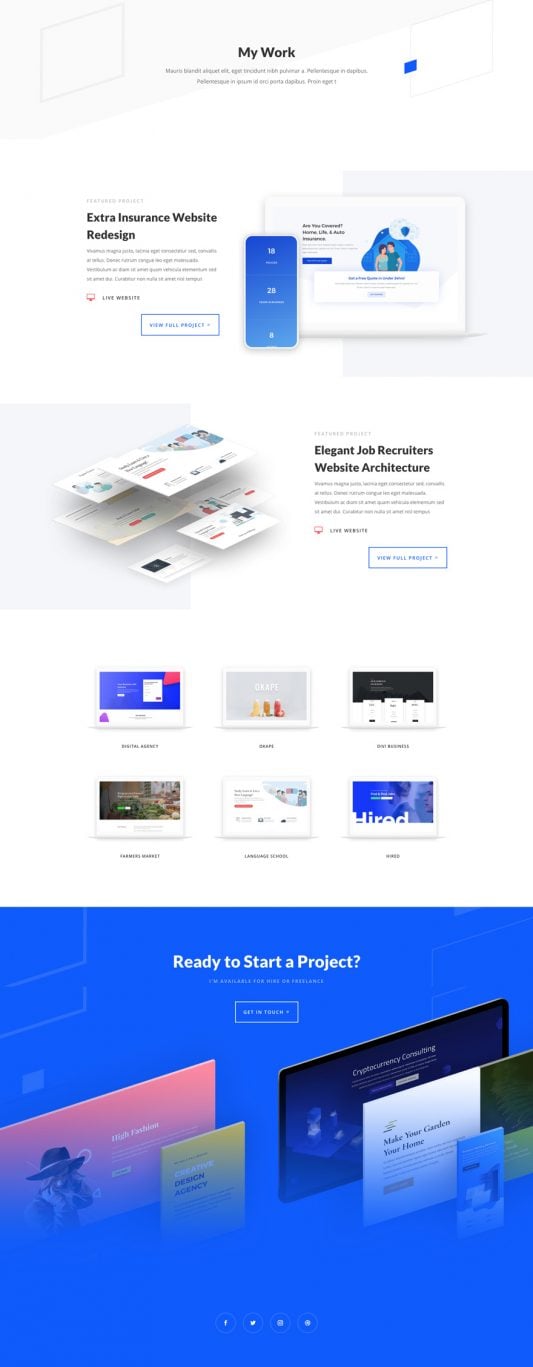 My Work
Mauris blandit aliquet elit, eget tincidunt nibh pulvinar a. Pellentesque in dapibus.
Pellentesque in ipsum id orci porta dapibus. Proin eget t
FEATURED PROJECT
Extra Insurance Website
Redesign
Vivamus magna justo, lacinia eget consectetur sed, convallis
at tellus. Donec rutrum congue leo eget malesuada.
Vestibulum ac diam sit amet quam vehicula elementum sed
sit amet dui. Curabitur non nulla sit amet nisl tempus
LIVE WEBSITE
VIEW FULL PROJECT >
18
28
8
Are You Covered?
Home, Life, & Auto
Insurance.
Get a Free Quote in Under 5mins!
FEATURED PROJECT
Elegant Job Recruiters
Website Architecture
Vivamus magna justo, lacinia eget consectetur sed, convallis
at tellus. Donec rutrum congue leo eget malesuada.
Vestibulum ac diam sit amet quam vehicula elementum sed
sit amet dui. Curabitur non nulla sit amet nisl tempus
LIVE WEBSITE
VIEW FULL PROJECT >
OKAPE
DIGITAL AGENCY
OKAPE
DIVI BUSINESS
Hired
FARMERS MARKET
LANGUAGE SCHOOL
HIRED
Ready to Start a Project?
I'M AVAILABLE FOR HIRE OR FREELANCE
GET IN TOUCH >
Cryptocurrency Consulting
High Fashion
CREATIVE
DESIGN
AGENCY
Make Your Garden
Your Home